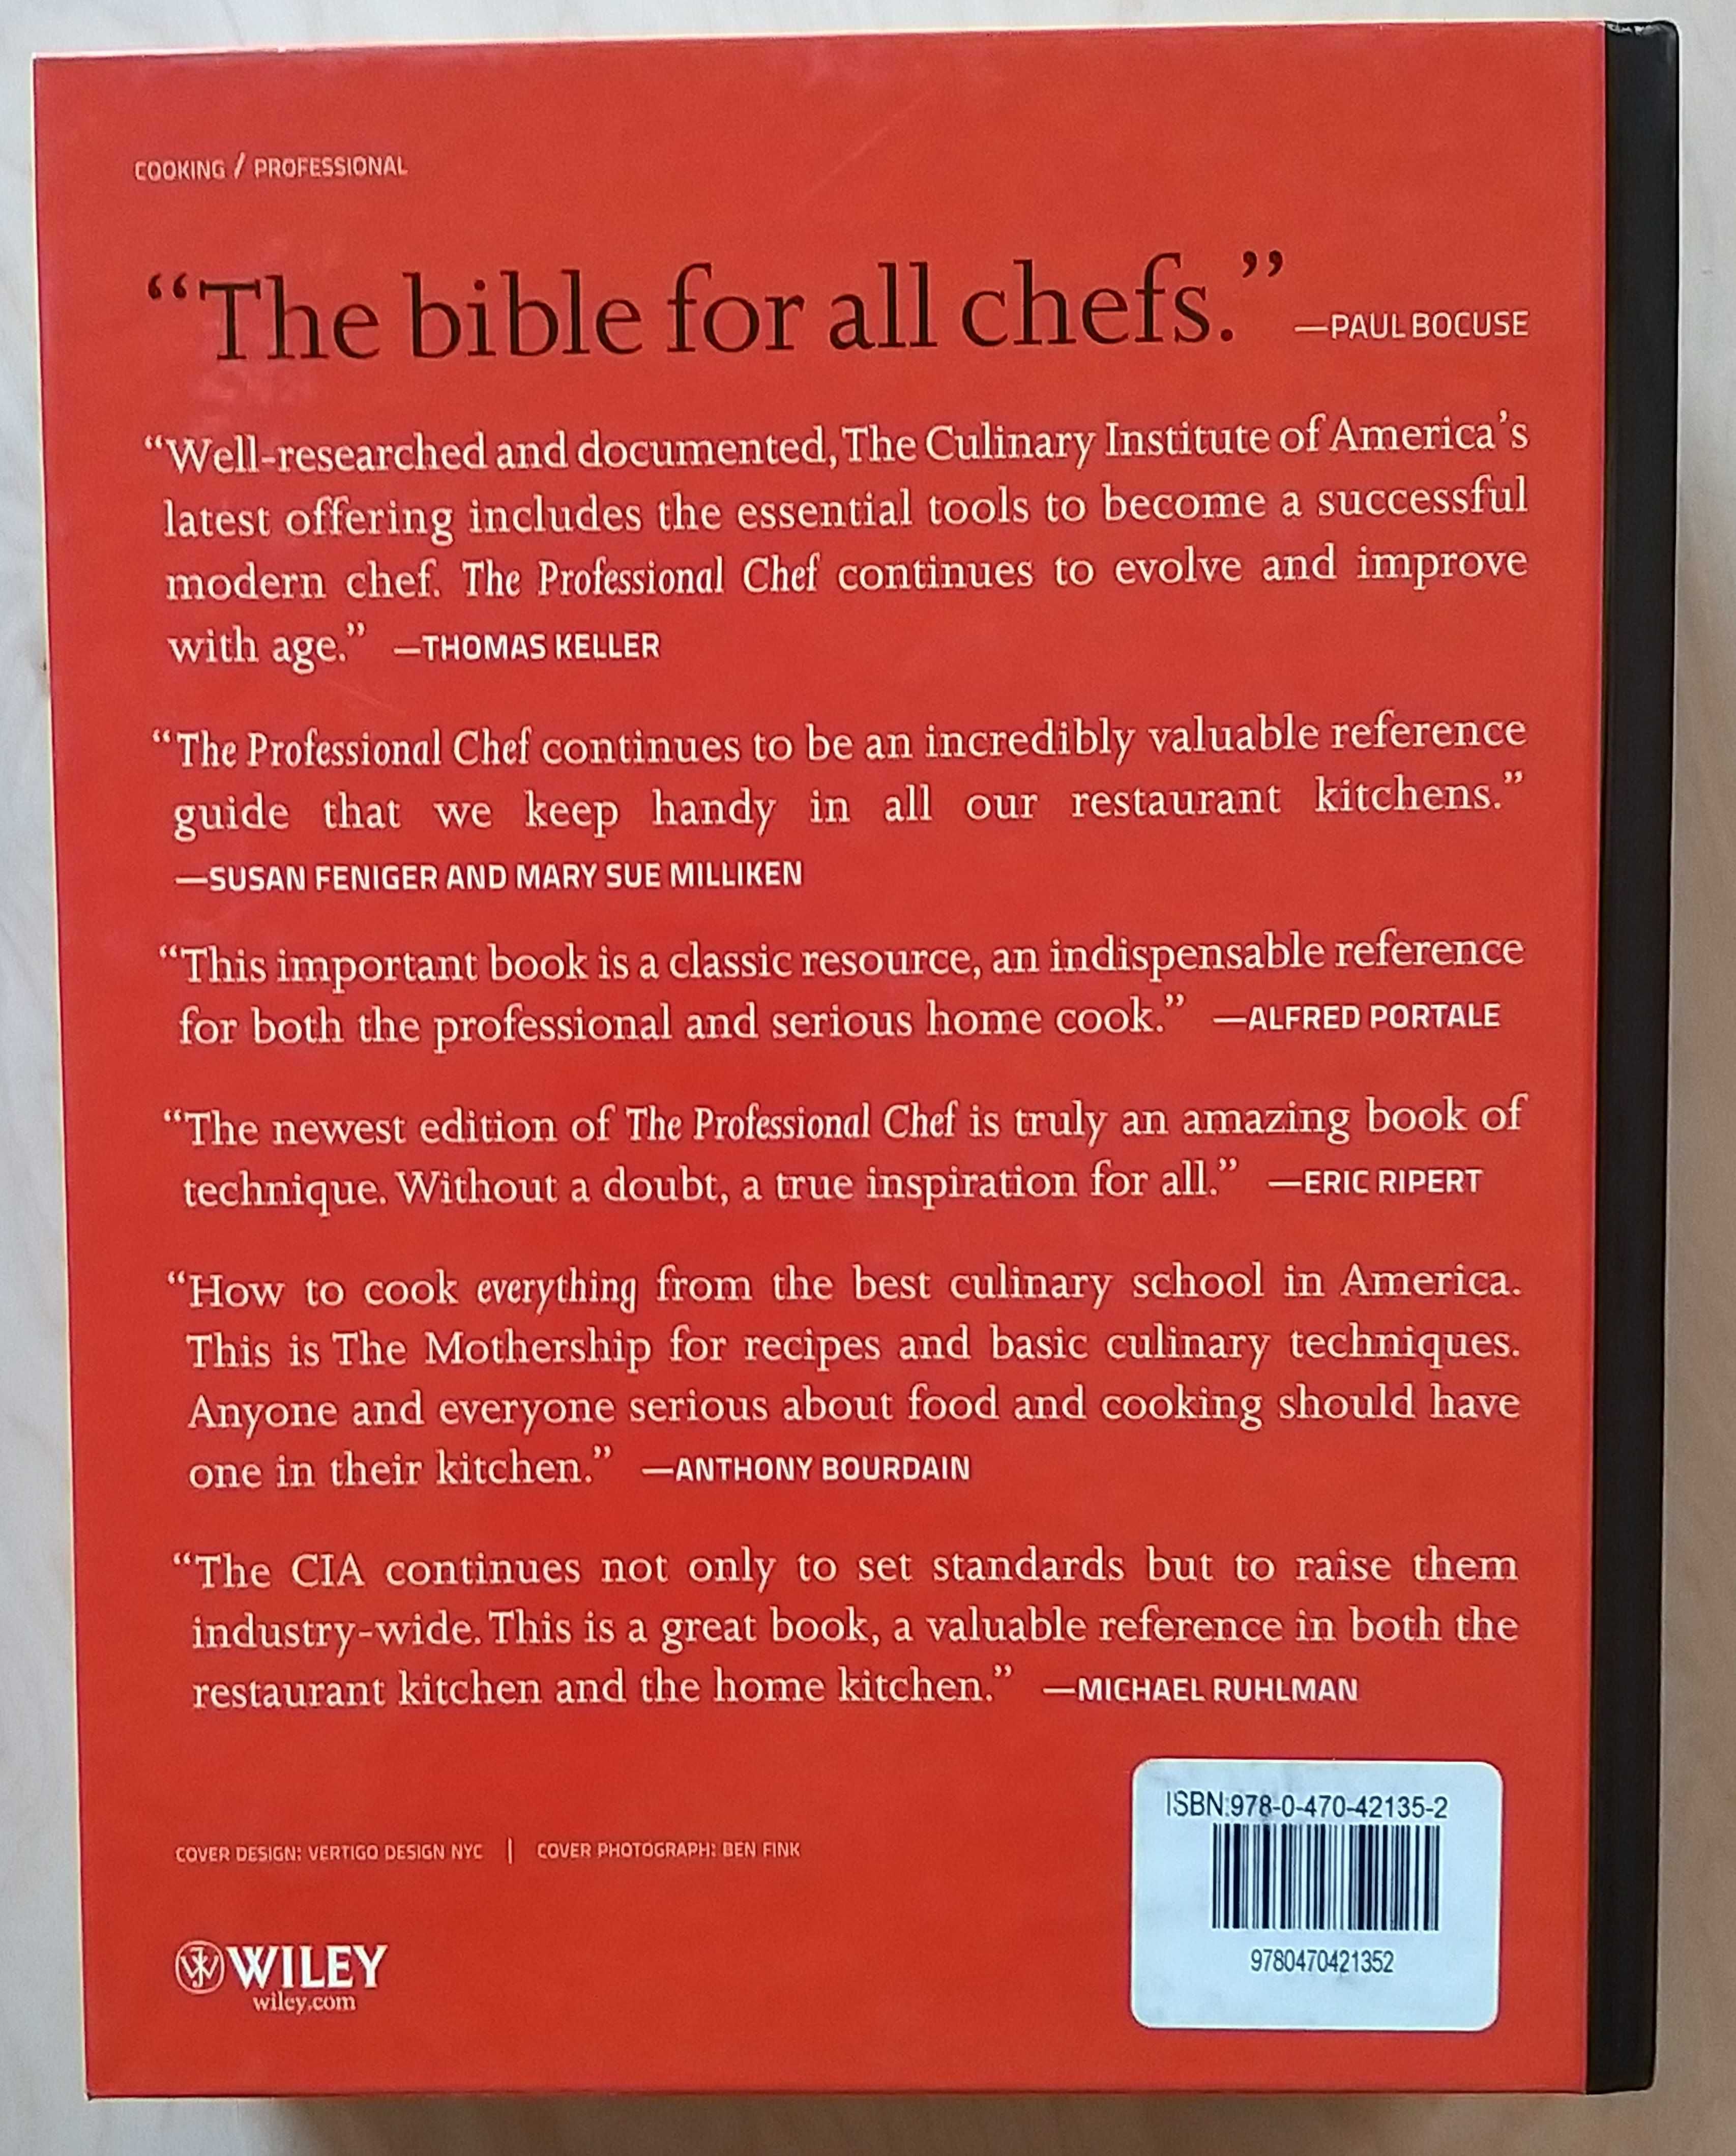 COOKING / PROFESSIONAL
“The bible for all chefs.” —PAUL BOCUSE
“Well-researched and documented, The Culinary Institute of America’s
latest offering includes the essential tools to become a successful
modern chef. The Professional Chef continues to evolve and improve
with age.” —THOMAS KELLER
“The Professional Chef continues to be an incredibly valuable reference
guide that we keep handy in all our restaurant kitchens.”
—SUSAN FENIGER AND MARY SUE MILLIKEN
“This important book is a classic resource, an indispensable reference
for both the professional and serious home cook.” —ALFRED PORTALE
“The newest edition of The Professional Chef is truly an amazing book of
technique. Without a doubt, a true inspiration for all.” —ERIC RIPERT
“How to cook everything from the best culinary school in America.
This is The Mothership for recipes and basic culinary techniques.
Anyone and everyone serious about food and cooking should have
one in their kitchen.” —ANTHONY BOURDAIN
“The CIA continues not only to set standards but to raise them
industry-wide. This is a great book, a valuable reference in both the
restaurant kitchen and the home kitchen.” —MICHAEL RUHLMAN
COVER DESIGN: VERTIGO DESIGN NYC | COVER PHOTOGRAPH: BEN FINK
WILEY
wiley.com
ISBN:978-0-470-42135-2
9780470421352